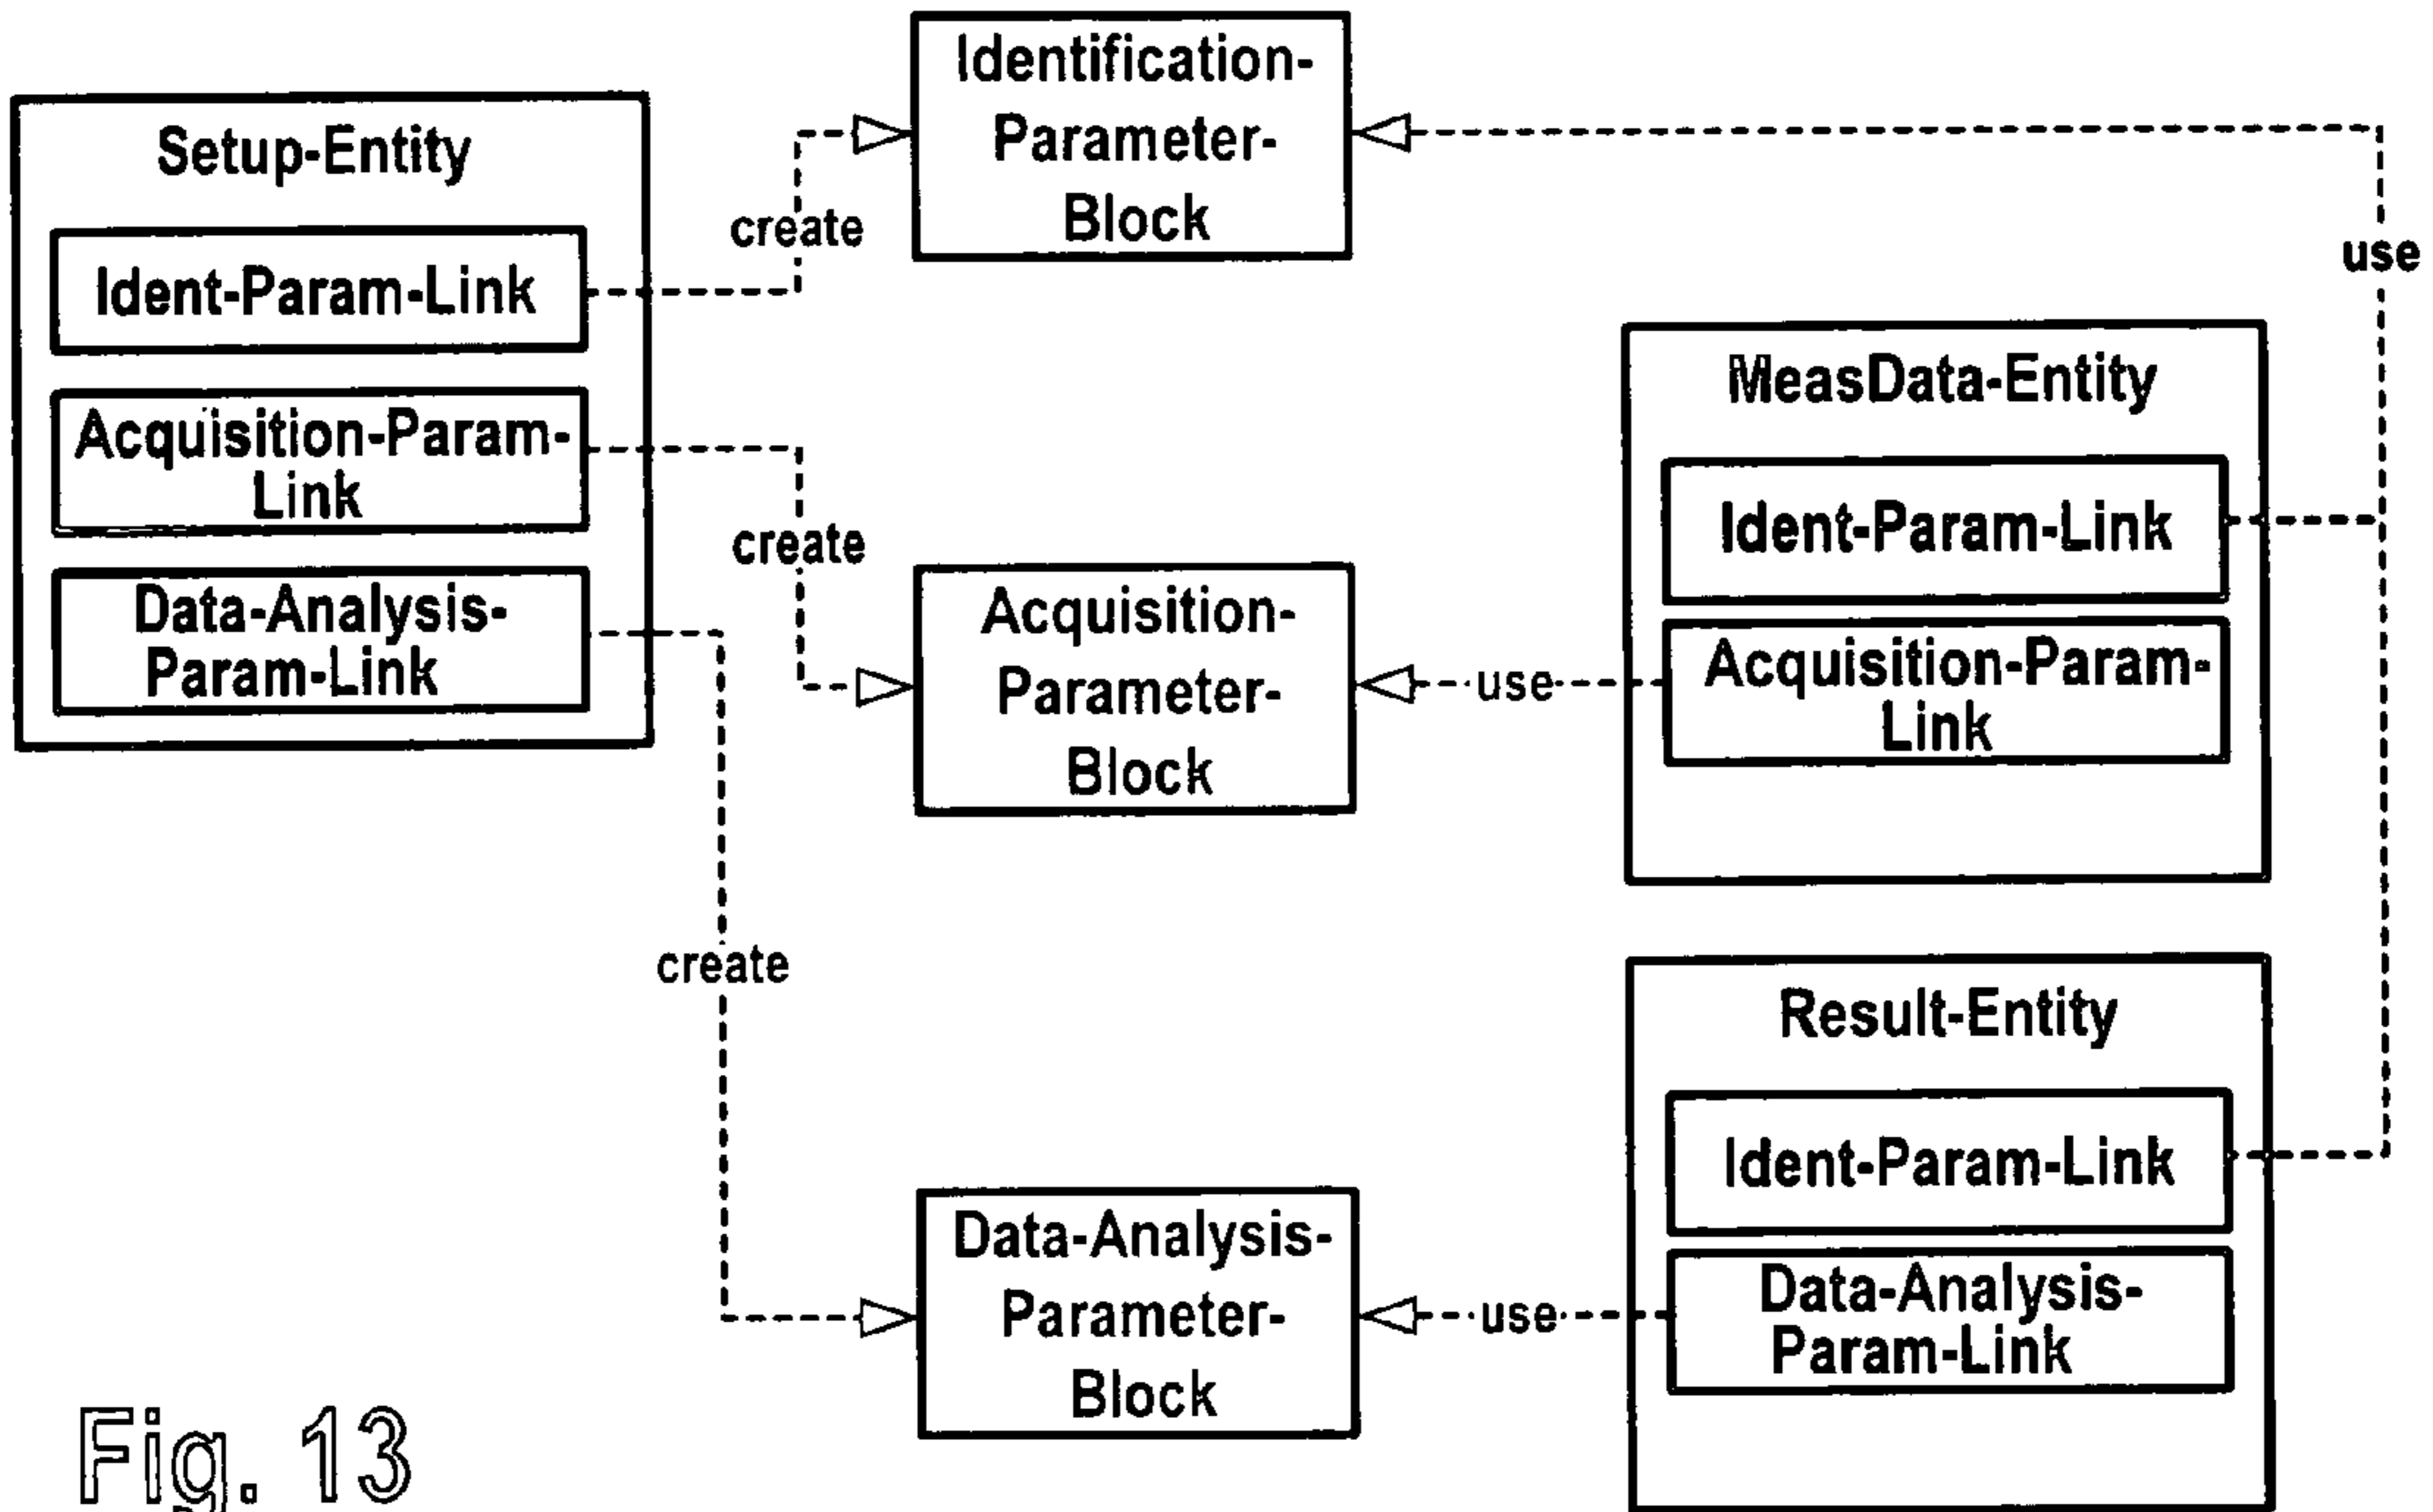 Setup-Entity
Ident-Param-Link
Acquisition-Param-
Link
Data-Analysis-
Param-Link
create
create
create
Identification-
Parameter-
Block
Acquisition-
Parameter-
Block
Data-Analysis-
Parameter-
Block
use
use
use
MeasData-Entity
Ident-Param-Link
Acquisition-Param-
Link
Result-Entity
Ident-Param-Link
Data-Analysis-
Param-Link
Fig. 13